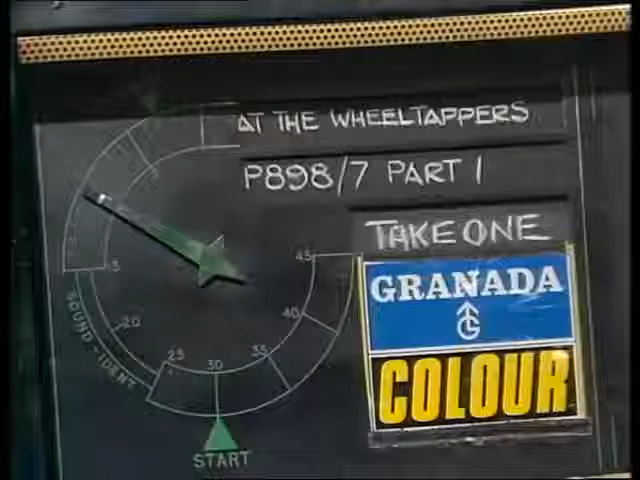 AT THE WHEELTAPPERS
P898/7 PART 1
TAKE ONE
GRANADA
COLOUR
45
40
35
30
25
20
5
SOUND-IDENT
START